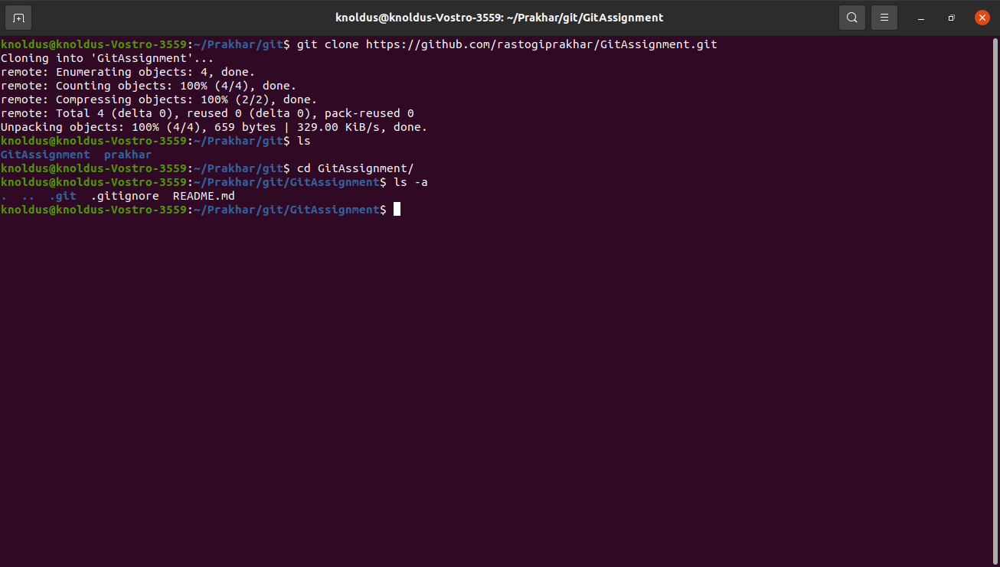 knoldus@knoldus-Vostro-3559: ~/Prakhar/git/GitAssignment
knoldus@knoldus-Vostro-3559:~/Prakhar/git$ git clone https://github.com/rastogiprakhar/GitAssignment.git
Cloning into 'GitAssignment'...
remote: Enumerating objects: 4, done.
remote: Counting objects: 100% (4/4), done.
remote: Compressing objects: 100% (2/2), done.
remote: Total 4 (delta 0), reused 0 (delta 0), pack-reused 0
Unpacking objects: 100% (4/4), 659 bytes | 329.00 KiB/s, done.
knoldus@knoldus-Vostro-3559:~/Prakhar/git$ ls
GitAssignment  prakhar
knoldus@knoldus-Vostro-3559:~/Prakhar/git$ cd GitAssignment/
knoldus@knoldus-Vostro-3559:~/Prakhar/git/GitAssignment$ ls -a
.  ..  .git  .gitignore  README.md
knoldus@knoldus-Vostro-3559:~/Prakhar/git/GitAssignment$